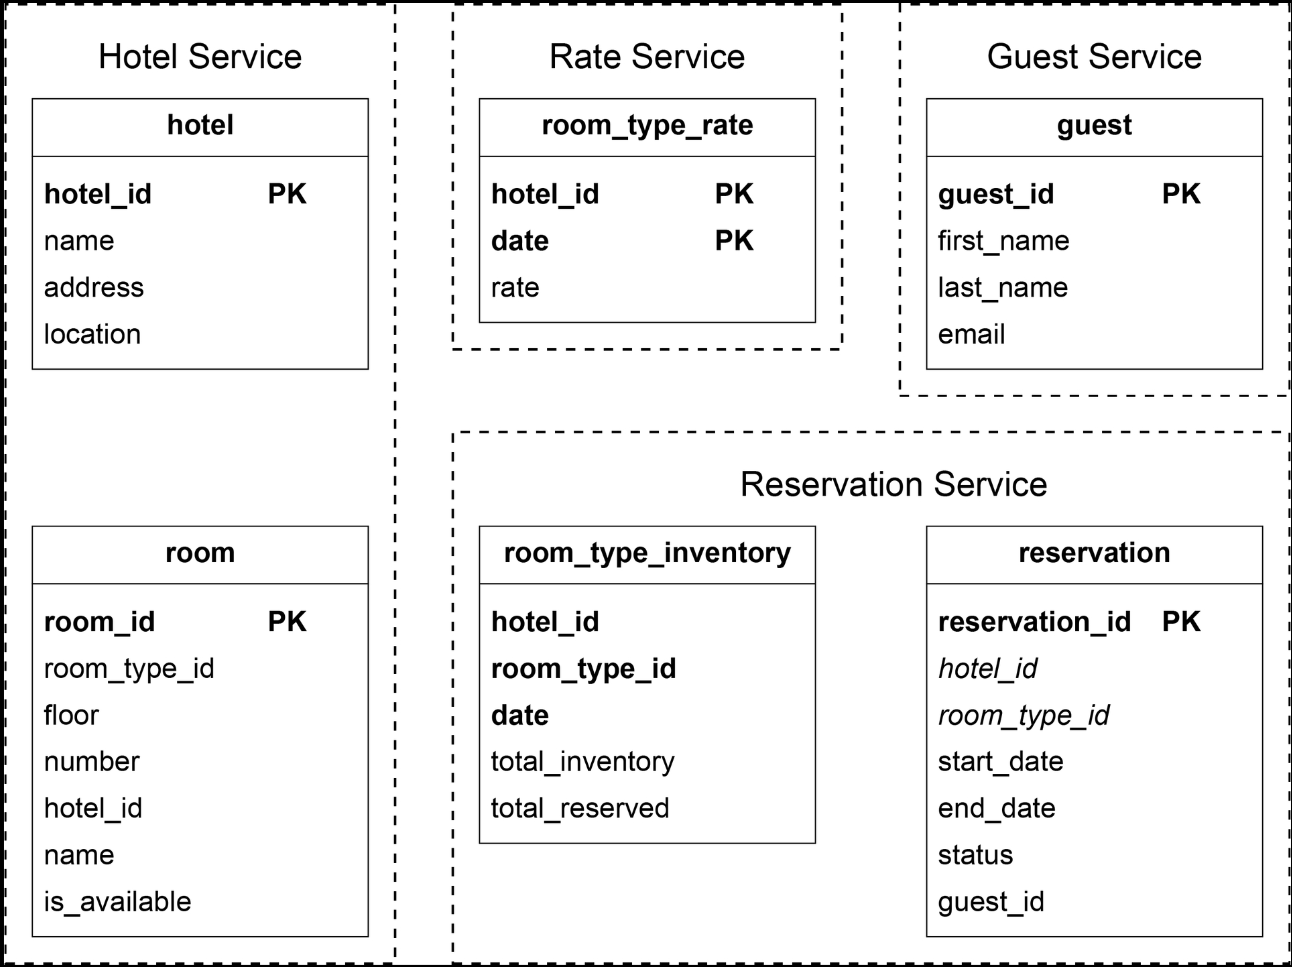 Hotel Service
hotel
hotel_id PK
name
address
location
room
room_id PK
room_type_id
floor
number
hotel_id
name
is_available
Rate Service
room_type_rate
hotel_id PK
date PK
rate
Guest Service
guest
guest_id PK
first_name
last_name
email
Reservation Service
room_type_inventory
hotel_id
room_type_id
date
total_inventory
total_reserved
reservation
reservation_id PK
hotel_id
room_type_id
start_date
end_date
status
guest_id